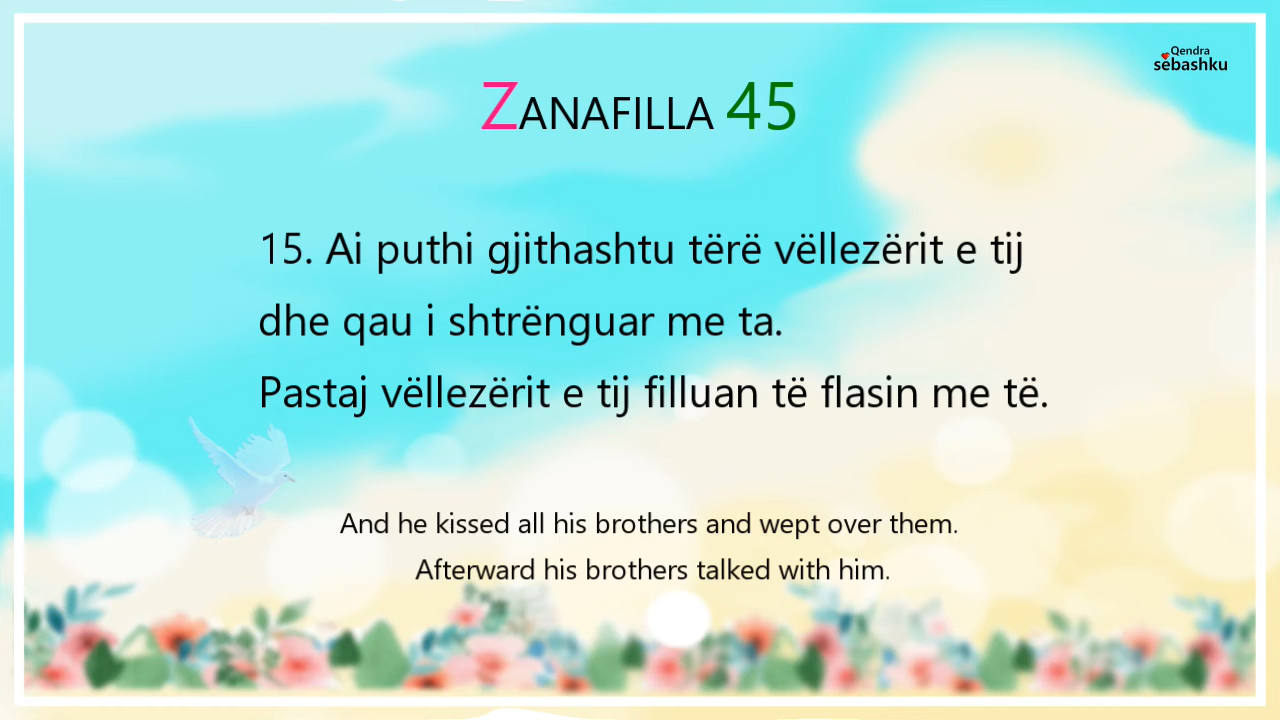 Qendra
sëbashku
ZANAFILLA 45
15. Ai puthi gjithashtu tërë vëllezërit e tij
dhe qau i shtrënguar me ta.
Pastaj vëllezërit e tij filluan të flasin me të.
And he kissed all his brothers and wept over them.
Afterward his brothers talked with him.